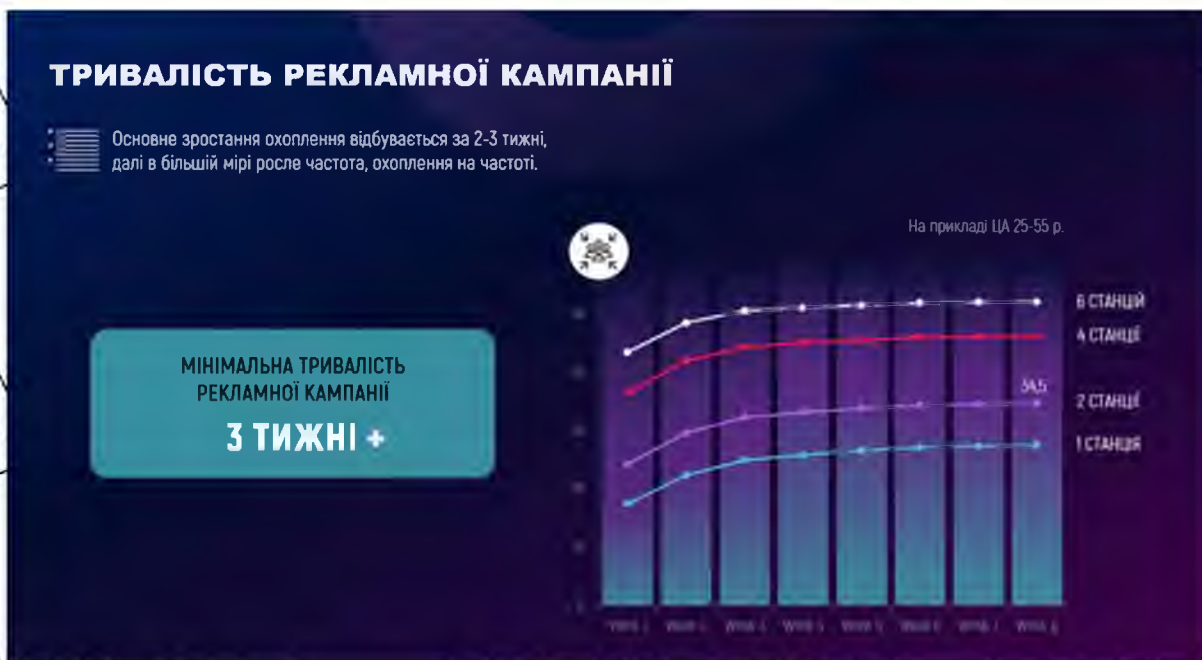 ТРИВАЛІСТЬ РЕКЛАМНОЇ КАМПАНІЇ
Основне зростання охоплення відбувається за 2-3 тижні,
далі в більшій мірі росле частота, охоплення на частоті.
На прикладі ЦА 25-55 р.
МІНІМАЛЬНА ТРИВАЛІСТЬ
РЕКЛАМНОЇ КАМПАНІЇ
3 ТИЖНІ +
6 СТАНЦІЙ
4 СТАНЦІЇ
34,5
2 СТАНЦІЇ
1 СТАНЦІЯ